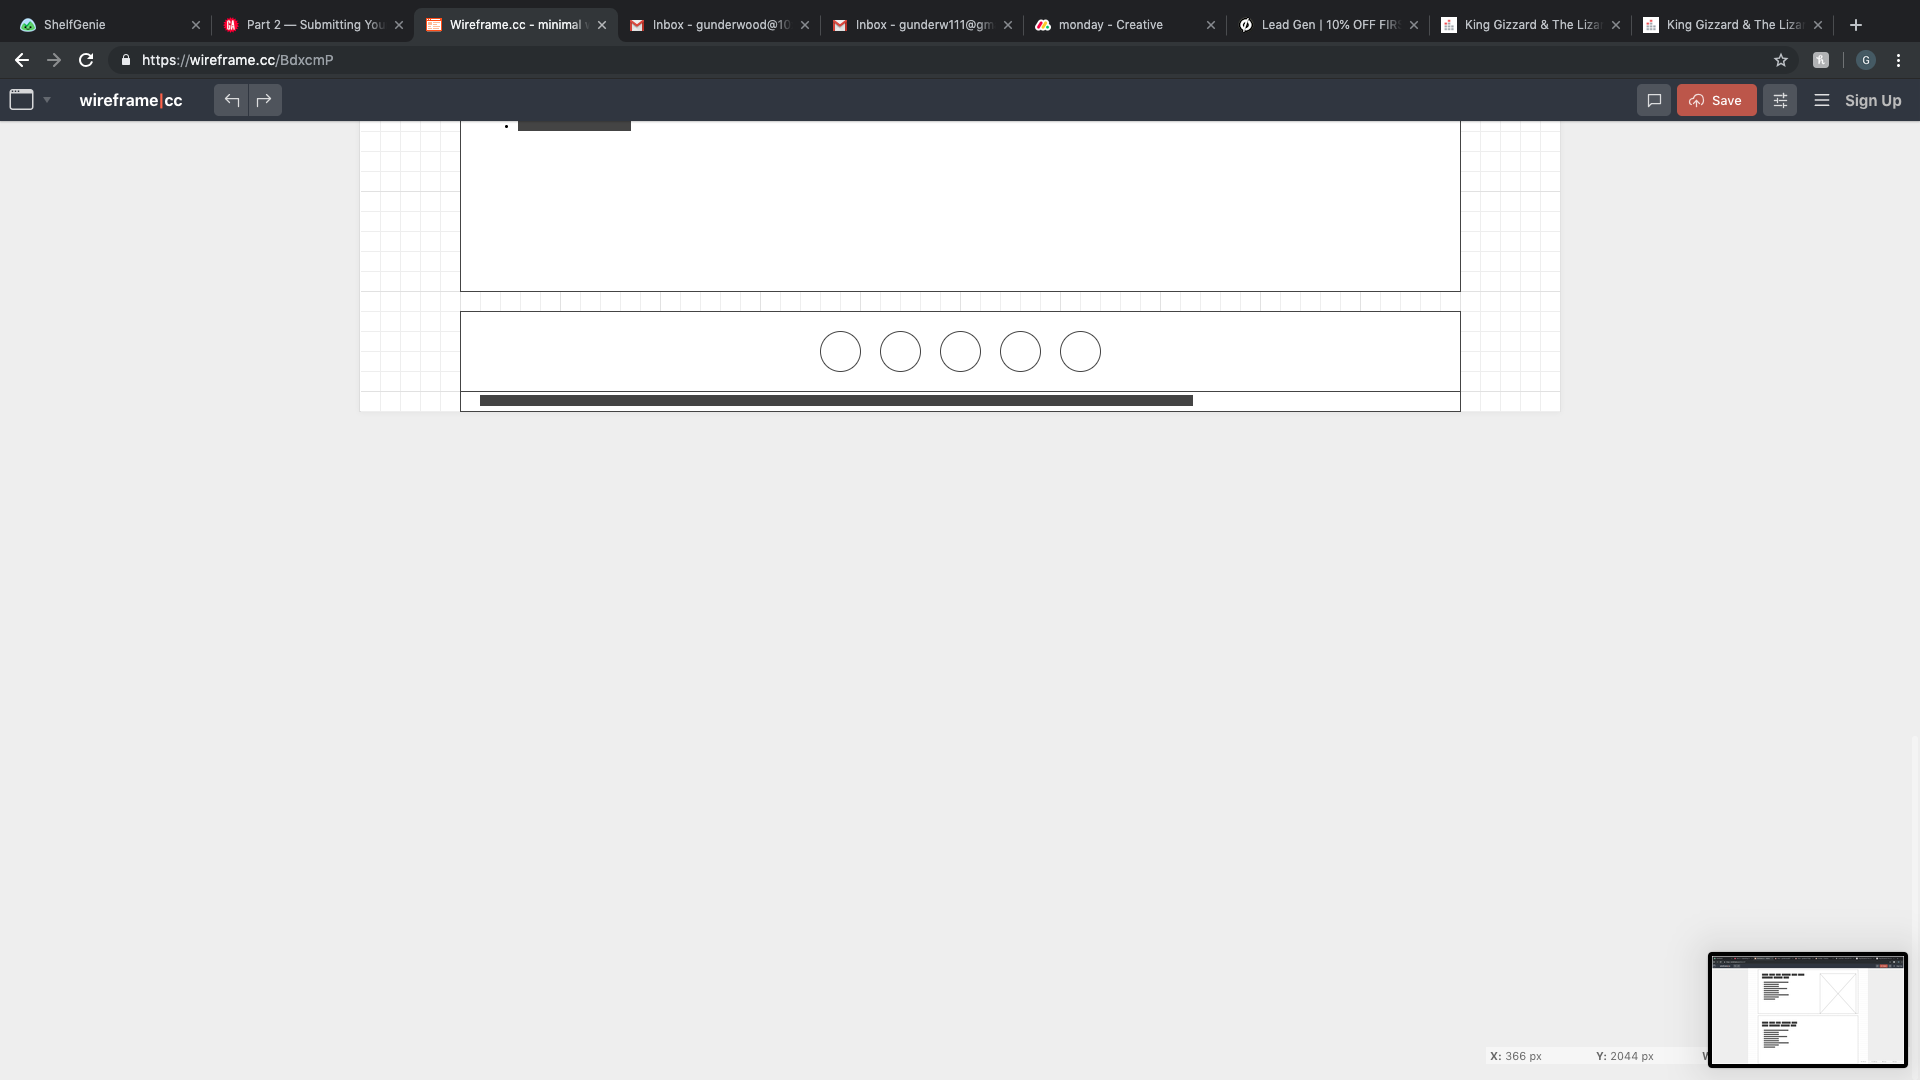 ShelfGenie
Part 2 — Submitting You
Wireframe.cc - minimal
Inbox - gunderwood@10
Inbox - gunderw111@gm
monday - Creative
Lead Gen | 10% OFF FIR
King Gizzard & The Liza
King Gizzard & The Liza
https://wireframe.cc/BdxcmP
G
wireframe|cc
Save
Sign Up
X: 366 px
Y: 2044 px